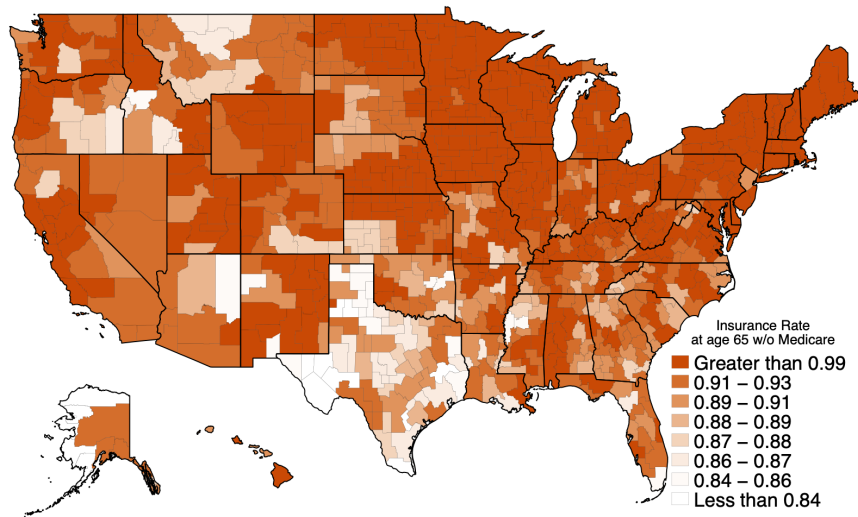 Insurance Rate
at age 65 w/o Medicare
Greater than 0.99
0.91 – 0.93
0.89 – 0.91
0.88 – 0.89
0.87 – 0.88
0.86 – 0.87
0.84 – 0.86
Less than 0.84